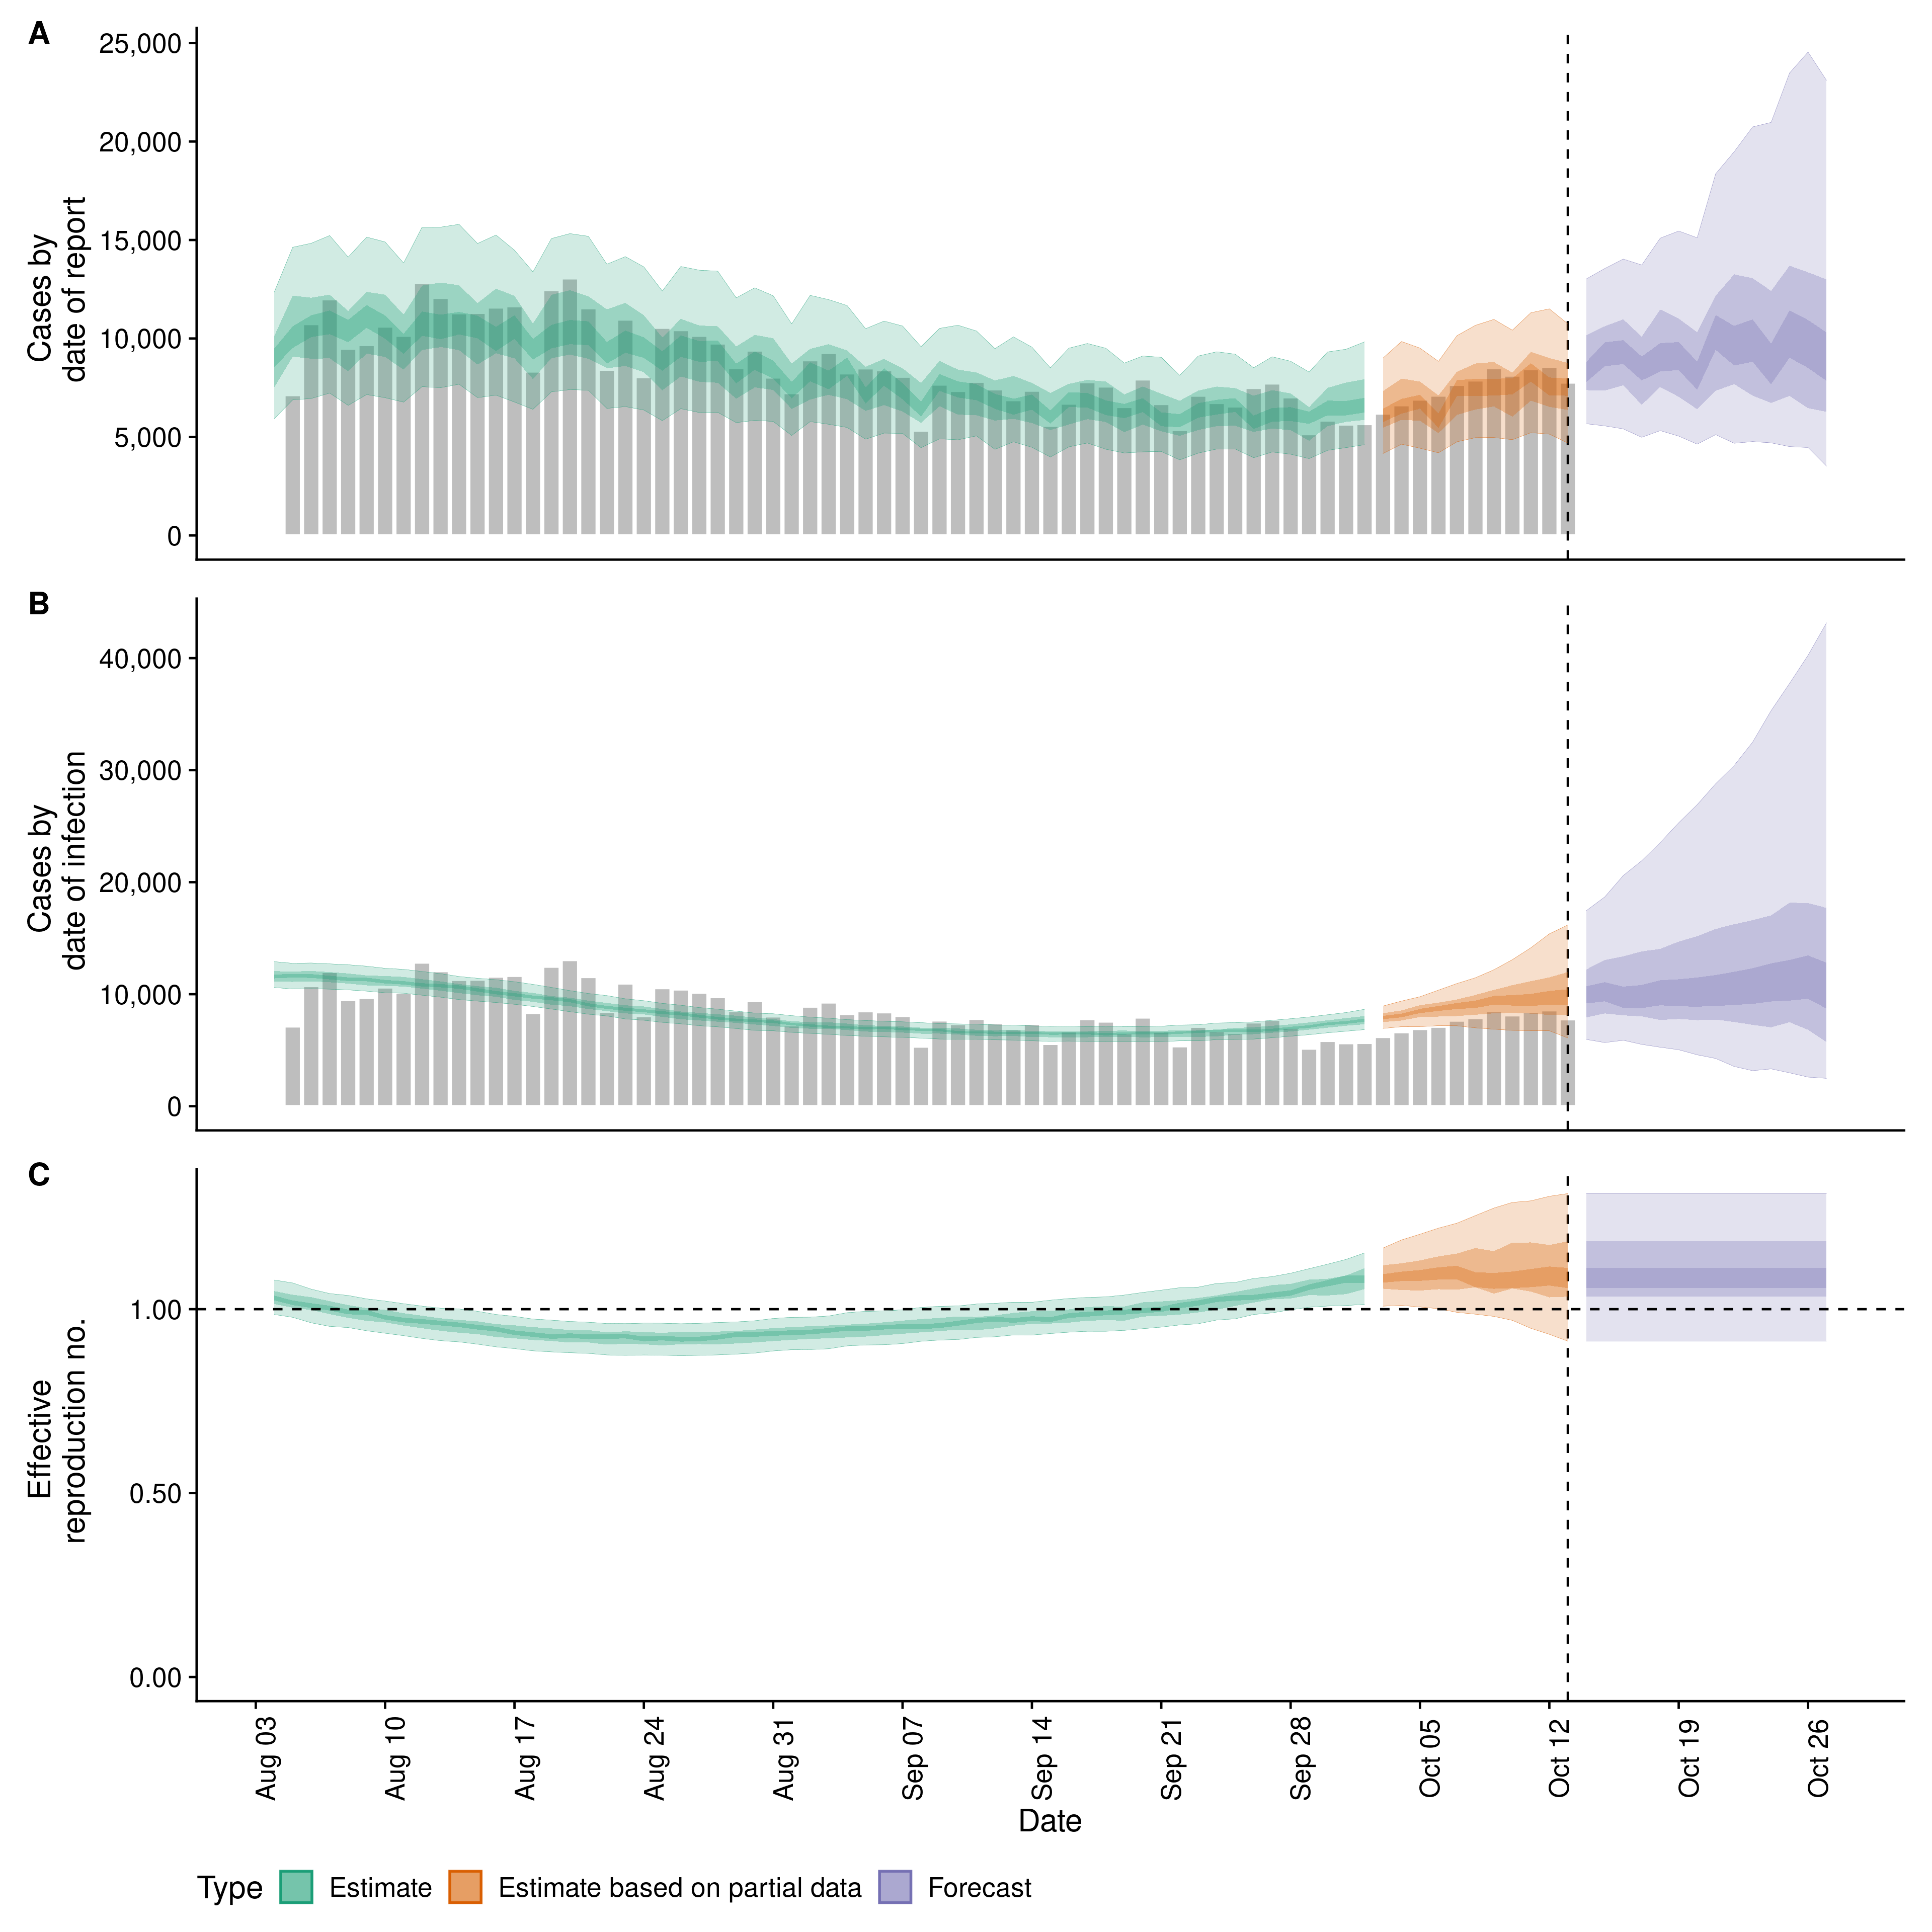 A
25,000
20,000
15,000
10,000
5,000
0
Cases by
date of report
B
40,000
30,000
20,000
10,000
0
Cases by
date of infection
C
1.00
0.50
0.00
Effective
reproduction no.
Aug 03
Aug 10
Aug 17
Aug 24
Aug 31
Sep 07
Sep 14
Sep 21
Sep 28
Oct 05
Oct 12
Oct 19
Oct 26
Date
Type Estimate Estimate based on partial data Forecast